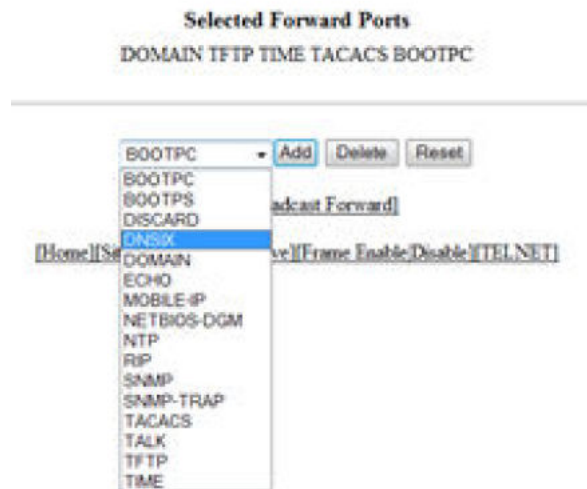 Selected Forward Ports
DOMAIN TFTP TIME TACACS BOOTPC
BOOTPC Add Delete Reset
BOOTPC
BOOTPS
adcast Forward]
DISCARD
DNSIX
[Home][S ve][Frame Enable/Disable][TELNET]
DOMAIN
ECHO
MOBILE-IP
NETBIOS-DGM
NTP
RIP
SNMP
SNMP-TRAP
TACACS
TALK
TFTP
TIME